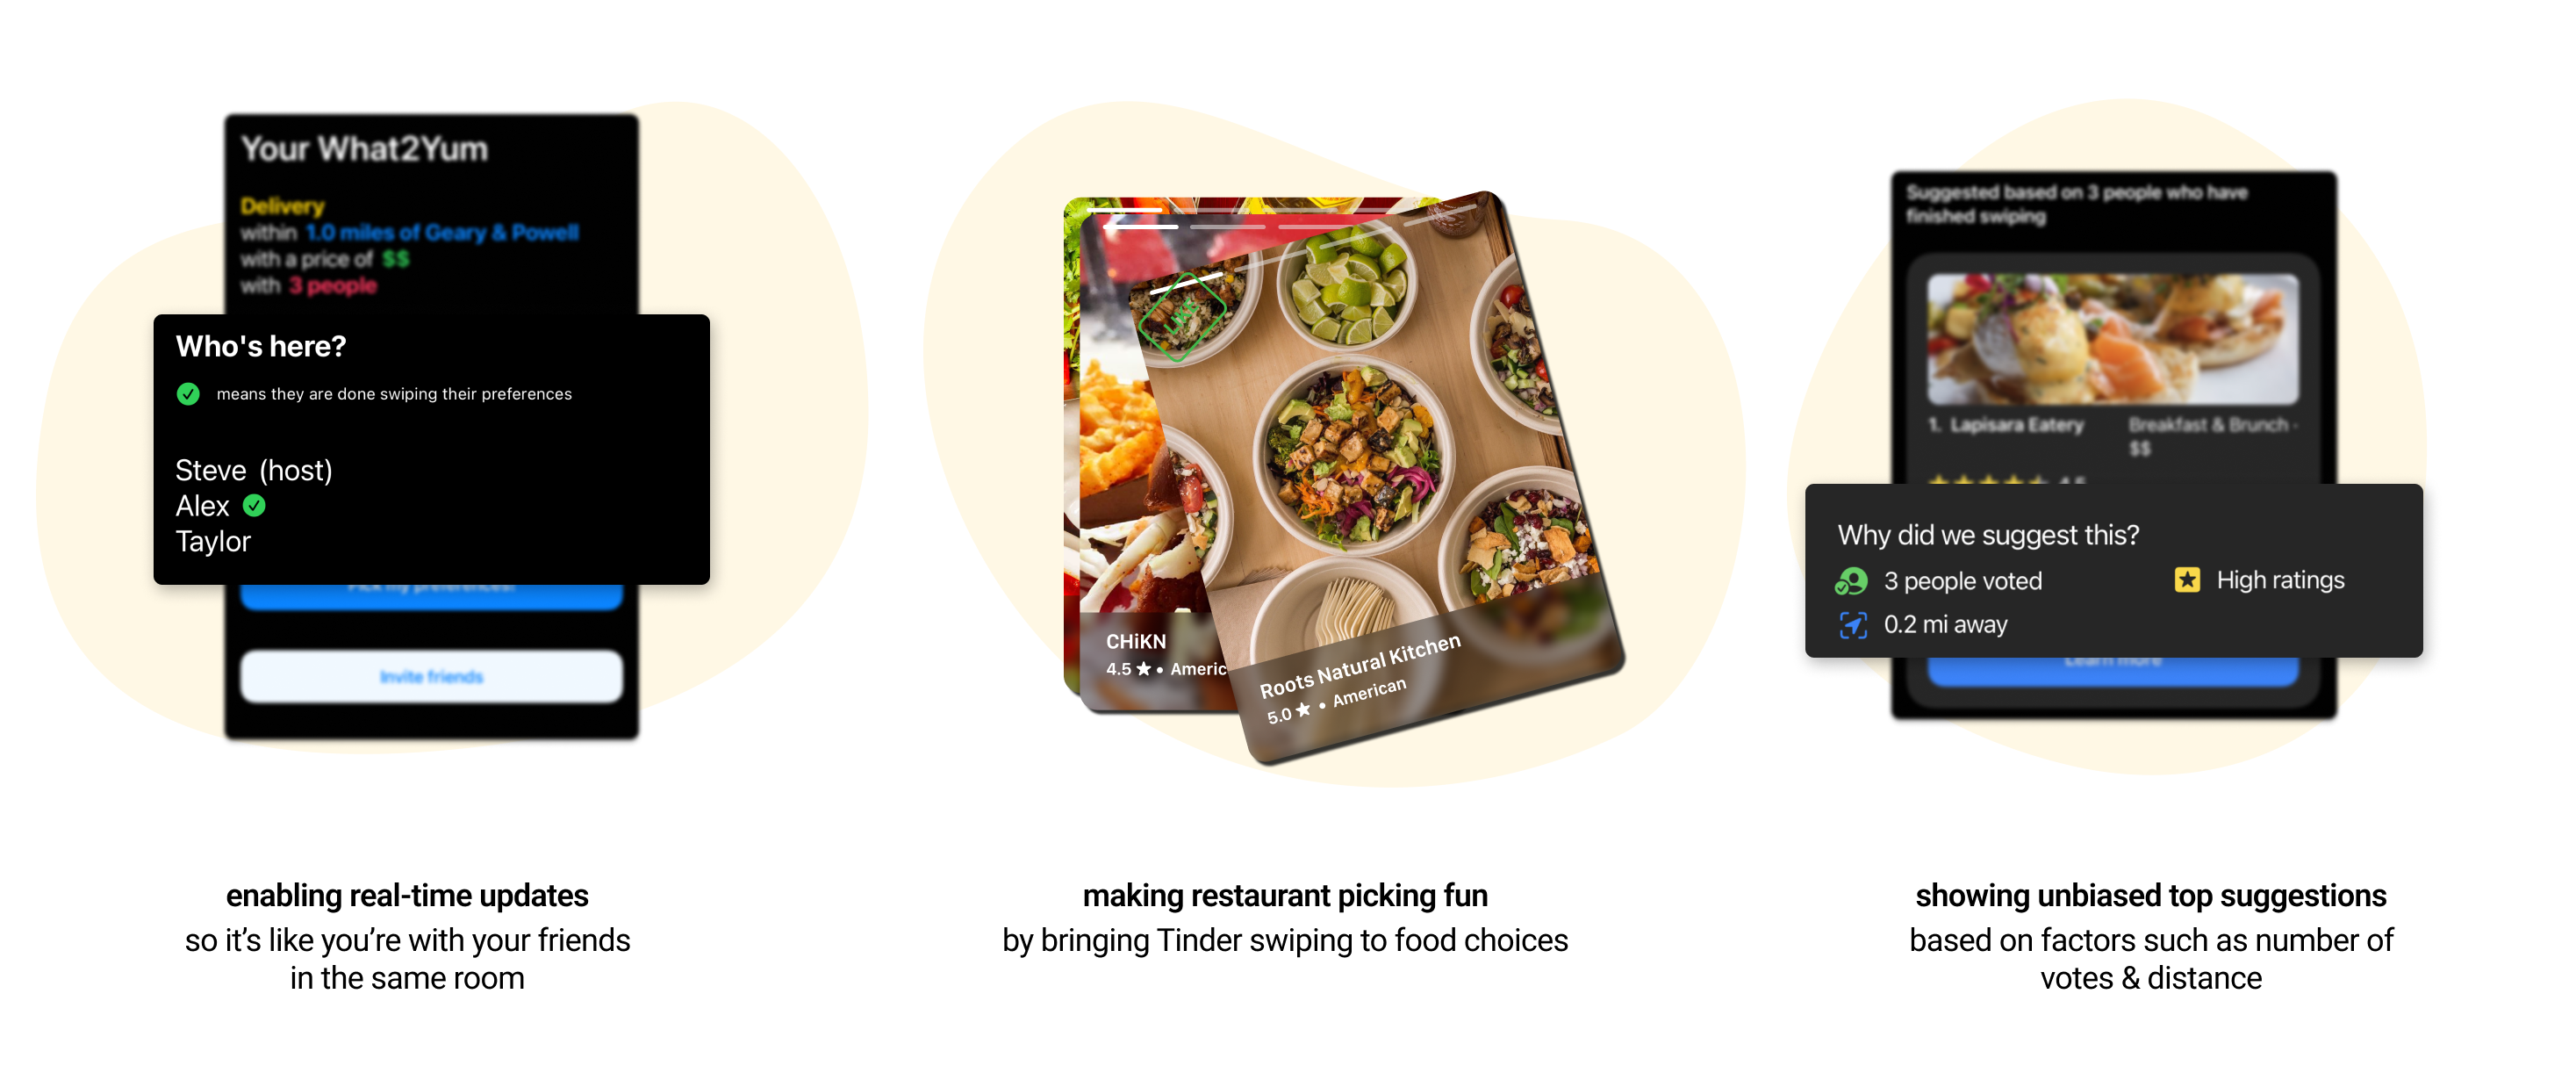 Your What2Yum
Delivery
within 1.0 miles of Geary & Powell
with a price of $$
with 3 people
Who's here?
means they are done swiping their preferences
Steve (host)
Alex
Taylor
Pick my preferences!
Invite friends
enabling real-time updates
so it’s like you’re with your friends
in the same room
LIKE
CHiKN
4.5 ★ • Americ
Roots Natural Kitchen
5.0 ★ • American
making restaurant picking fun
by bringing Tinder swiping to food choices
Suggested based on 3 people who have
finished swiping
1. Lapisara Eatery
Breakfast & Brunch -
$$
4.5
Why did we suggest this?
3 people voted
High ratings
0.2 mi away
Learn more
showing unbiased top suggestions
based on factors such as number of
votes & distance